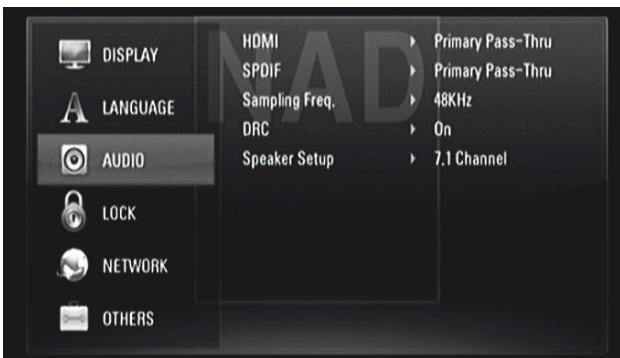 NAD
DISPLAY
LANGUAGE
AUDIO
LOCK
NETWORK
OTHERS
HDMI Primary Pass-Thru
SPDIF Primary Pass-Thru
Sampling Freq. 48KHz
DRC On
Speaker Setup 7.1 Channel